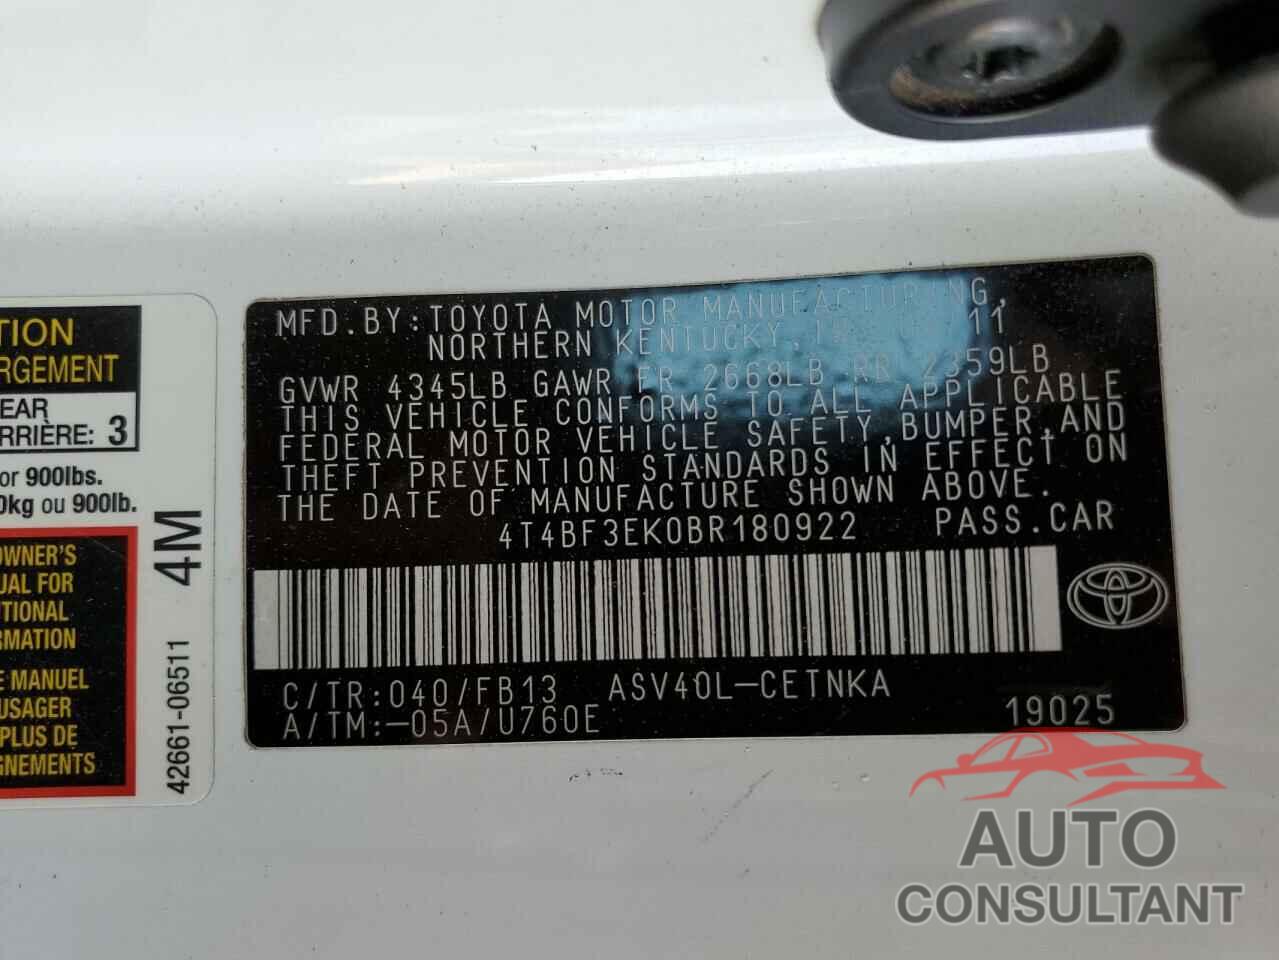 MFD.BY:TOYOTA MOTOR MANUFACTURING,
NORTHERN KENTUCKY, 11
GVWR 4345LB GAWR FR 2668LB RR 2359LB
THIS VEHICLE CONFORMS TO ALL APPLICABLE
FEDERAL MOTOR VEHICLE SAFETY,BUMPER,AND
THEFT PREVENTION STANDARDS IN EFFECT ON
THE DATE OF MANUFACTURE SHOWN ABOVE.
4T4BF3EK0BR180922 PASS.CAR
C/TR:040/FB13 ASV40L-CETNKA
A/TM:-05A/U760E 19025
TION
RGEMENT
EAR
RRIÈRE: 3
or 900lbs.
0kg ou 900lb.
OWNER'S
UAL FOR
TIONAL
RMATION
E MANUEL
USAGER
PLUS DE
GNEMENTS
42661-06511 4M
AUTO
CONSULTANT